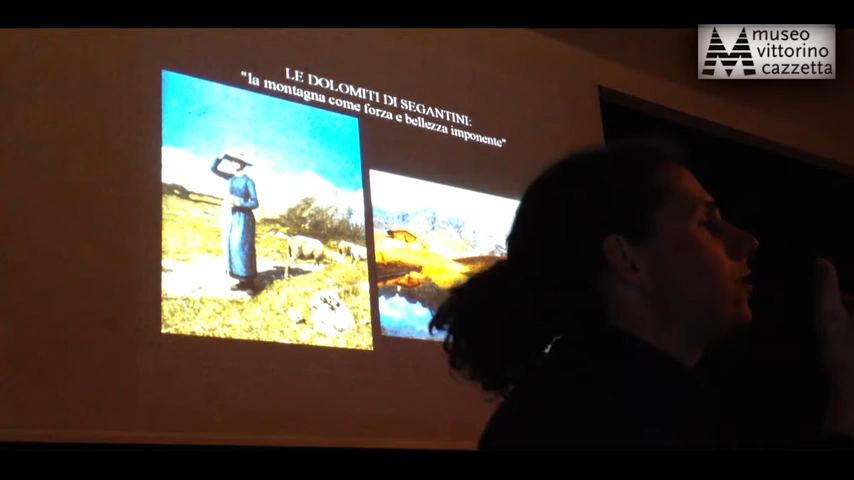 museo
vittorino
cazzetta
LE DOLOMITI DI SEGANTINI:
"la montagna come forza e bellezza imponente"